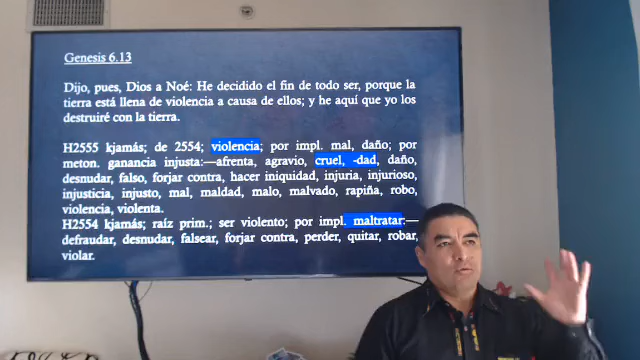 Genesis 6.13
Dijo, pues, Dios a Noé: He decidido el fin de todo ser, porque la
tierra está llena de violencia a causa de ellos; y he aquí que yo los
destruiré con la tierra.
H2555 kjamás; de 2554; violencia; por impl. mal, daño; por
meton. ganancia injusta:—afrenta, agravio, cruel, -dad, daño,
desnudar, falso, forjar contra, hacer iniquidad, injuria, injurioso,
injusticia, injusto, mal, maldad, malo, malvado, rapiña, robo,
violencia, violenta.
H2554 kjamás; raíz prim.; ser violento; por impl. maltratar:—
defraudar, desnudar, falsear, forjar contra, perder, quitar, robar,
violar.